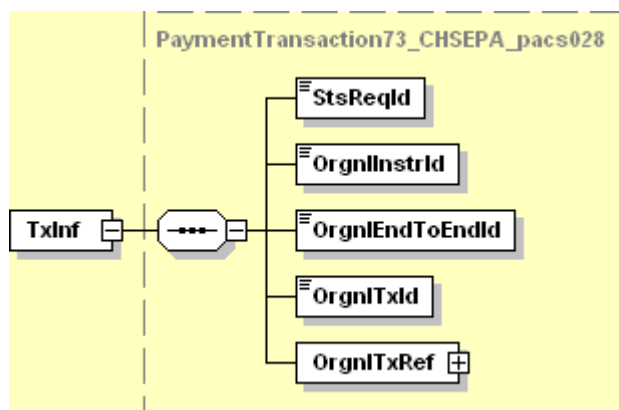 PaymentTransaction73_CHSEPA_pacs028
StsReqId
OrgnlInstrId
TxInf
OrgnlEndToEndId
OrgnlTxId
OrgnlTxRef